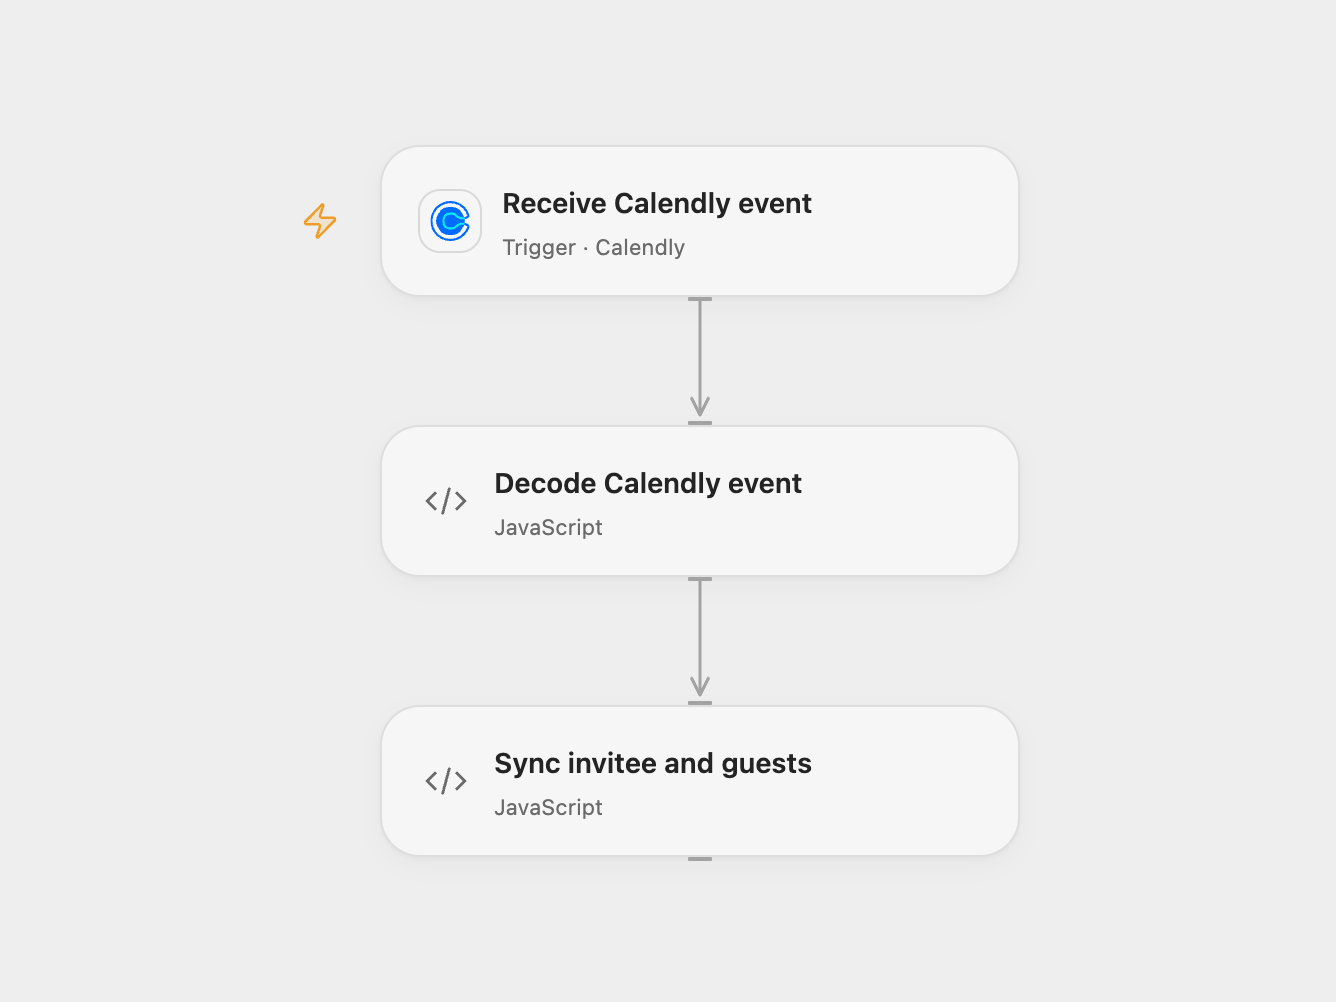 Receive Calendly event
Trigger · Calendly
Decode Calendly event
JavaScript
Sync invitee and guests
JavaScript